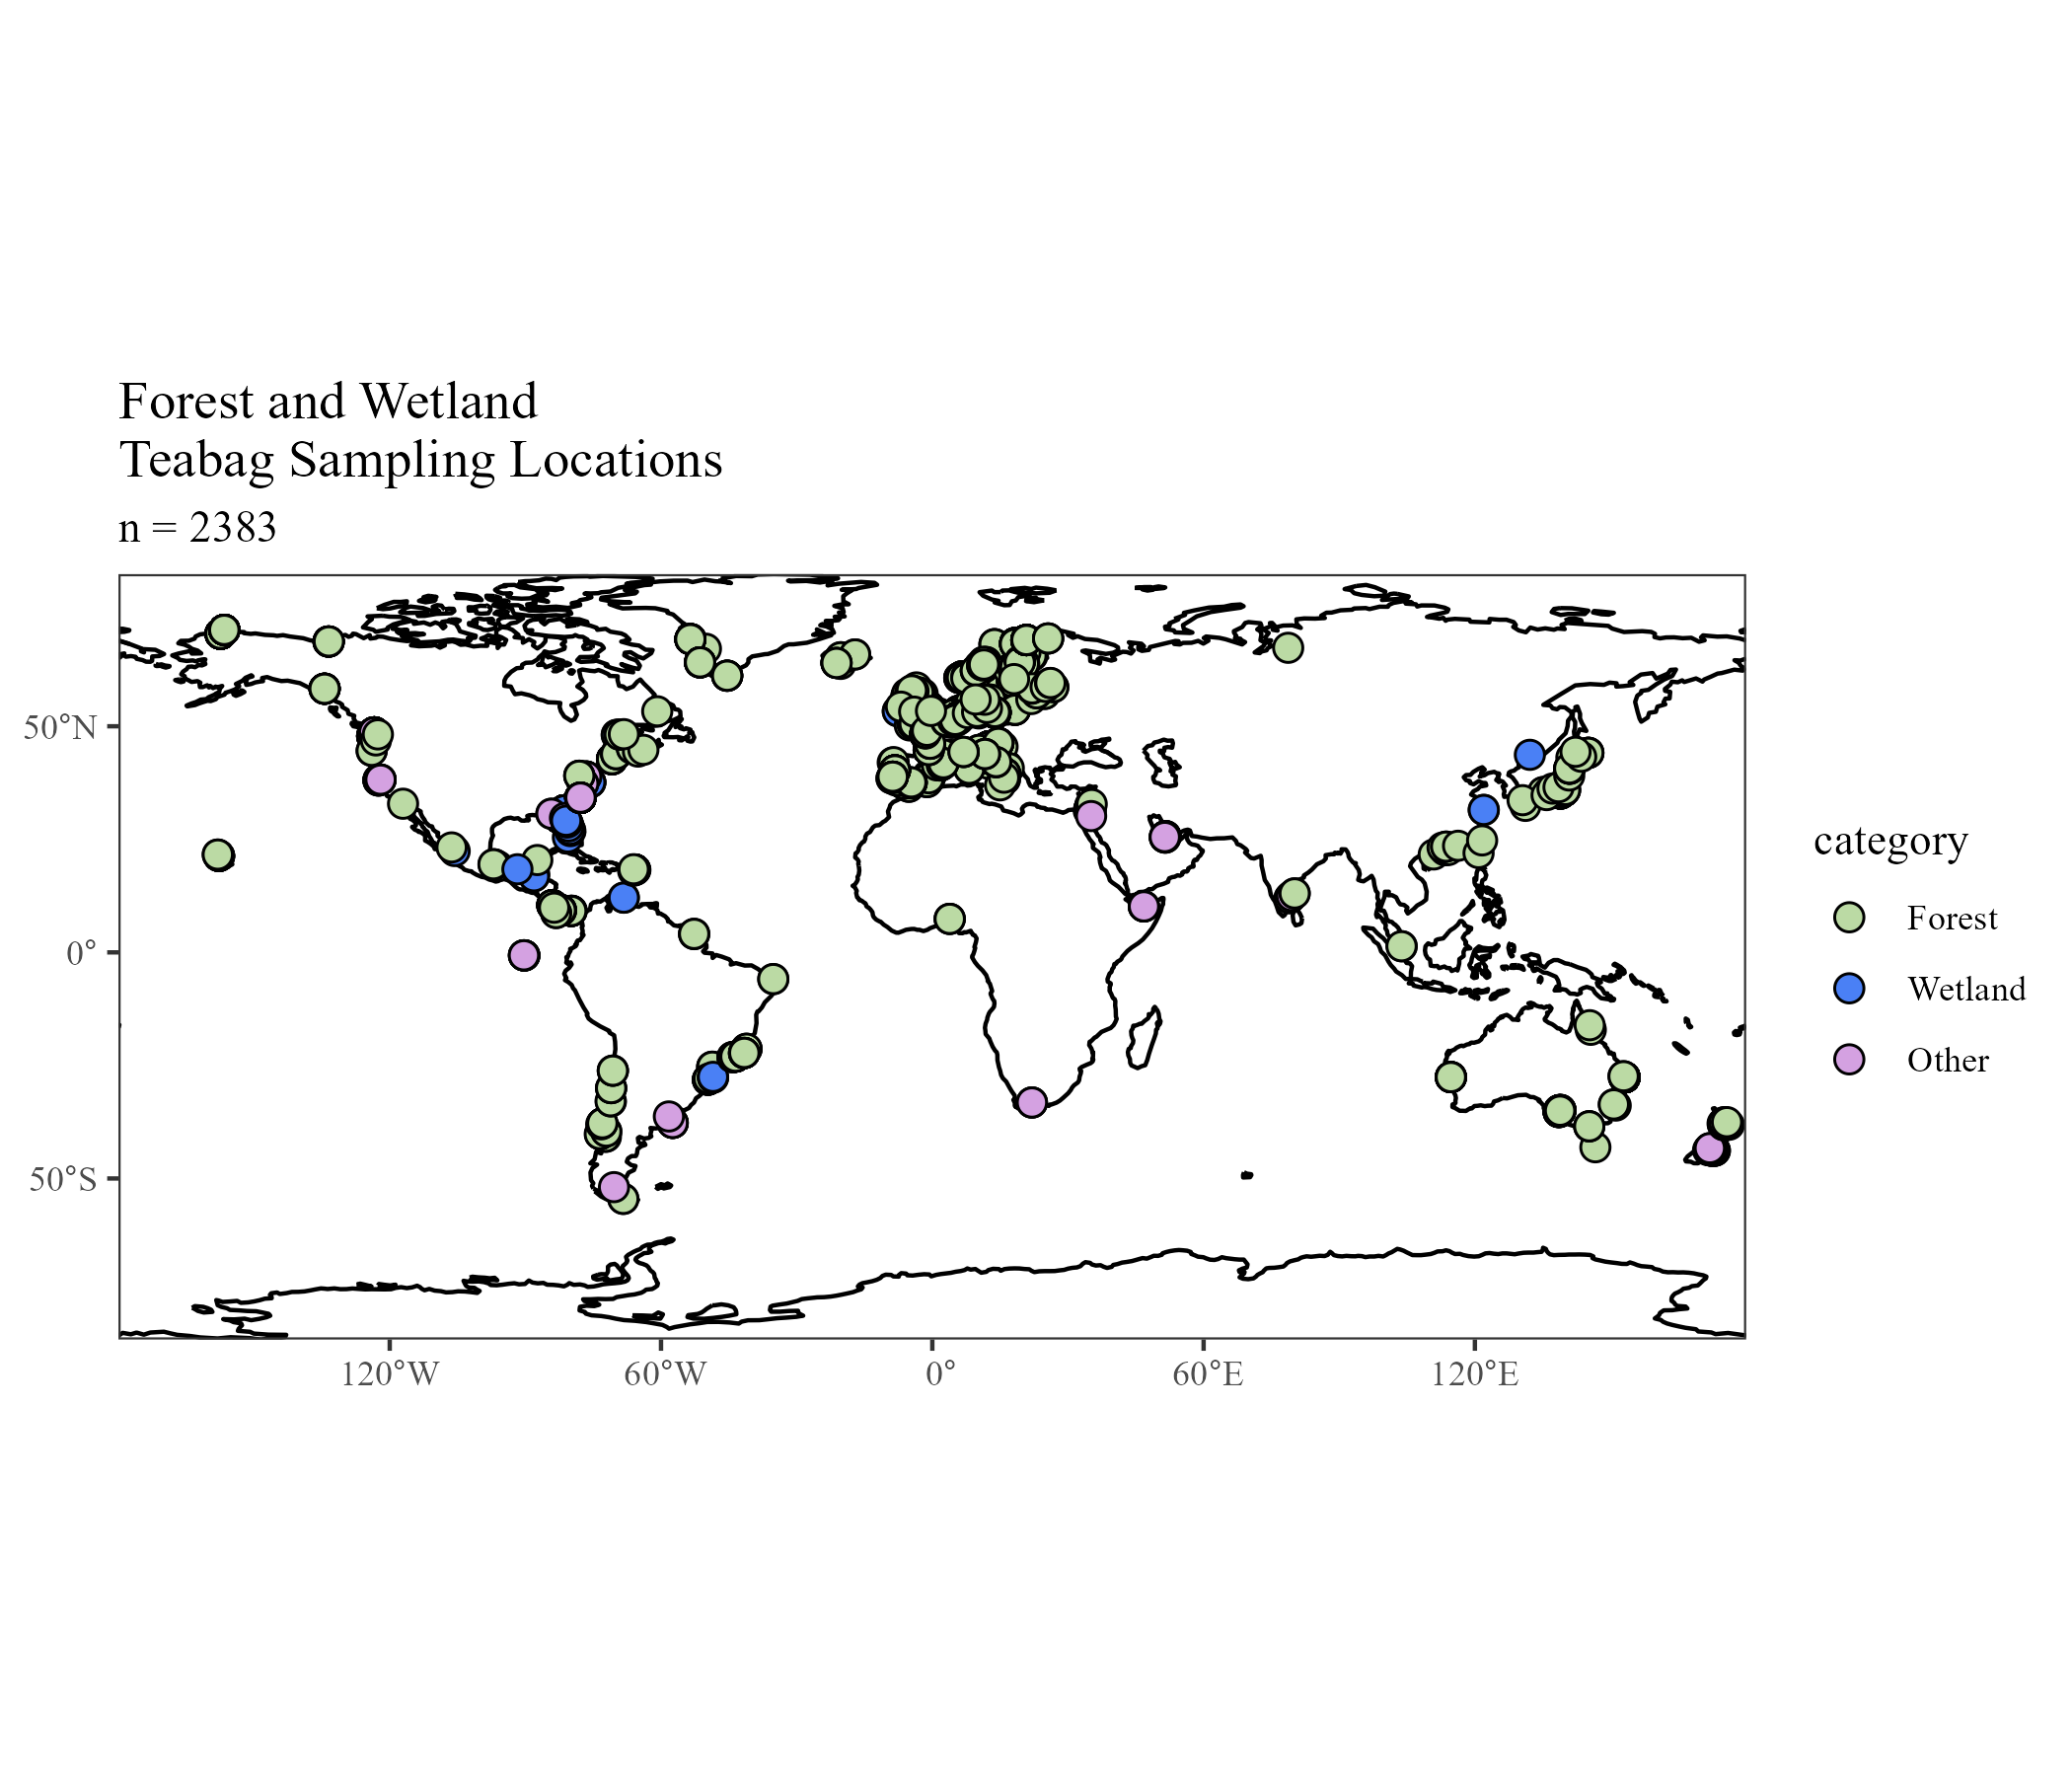 Forest and Wetland
Teabag Sampling Locations
n = 2383
50°N
0°
50°S
120°W
60°W
0°
60°E
120°E
category
Forest
Wetland
Other